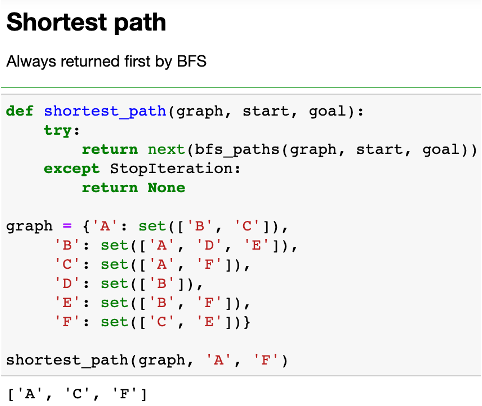 Shortest path
Always returned first by BFS
def shortest_path(graph, start, goal):
    try:
        return next(bfs_paths(graph, start, goal))
    except StopIteration:
        return None
graph = {'A': set(['B', 'C']),
     'B': set(['A', 'D', 'E']),
     'C': set(['A', 'F']),
     'D': set(['B']),
     'E': set(['B', 'F']),
     'F': set(['C', 'E'])}
shortest_path(graph, 'A', 'F')
['A', 'C', 'F']